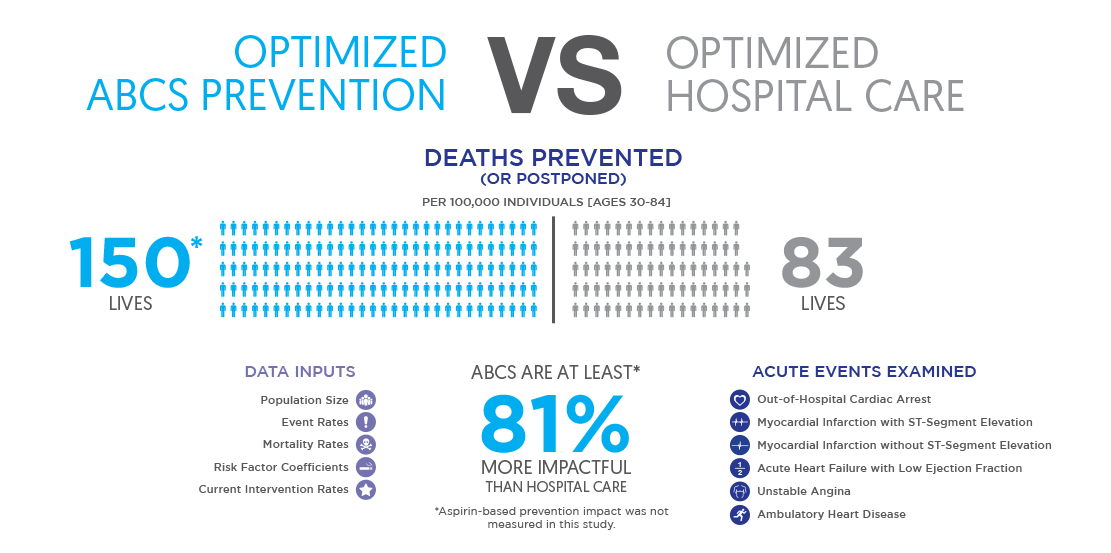 OPTIMIZED
ABCS PREVENTION
VS
OPTIMIZED
HOSPITAL CARE
DEATHS PREVENTED
(OR POSTPONED)
PER 100,000 INDIVIDUALS [AGES 30-84]
150*
LIVES
83
LIVES
DATA INPUTS
Population Size
Event Rates
Mortality Rates
Risk Factor Coefficients
Current Intervention Rates
ABCS ARE AT LEAST*
81%
MORE IMPACTFUL
THAN HOSPITAL CARE
*Aspirin-based prevention impact was not
measured in this study.
ACUTE EVENTS EXAMINED
Out-of-Hospital Cardiac Arrest
Myocardial Infarction with ST-Segment Elevation
Myocardial Infarction without ST-Segment Elevation
1/2 Acute Heart Failure with Low Ejection Fraction
Unstable Angina
Ambulatory Heart Disease